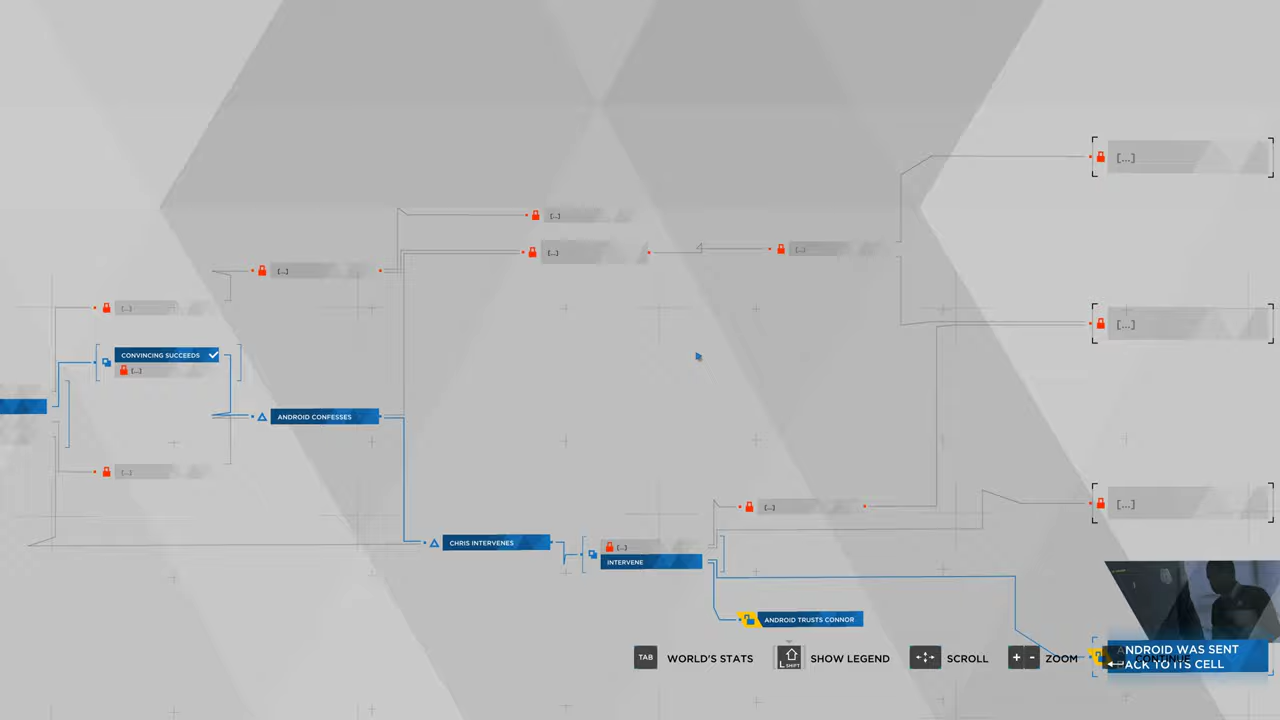 [...]
[...]
[...]
[...]
[...]
[...]
CONVINCING SUCCEEDS
[...]
[...]
ANDROID CONFESSES
[...]
[...]
[...]
CHRIS INTERVENES
[...]
INTERVENE
ANDROID TRUSTS CONNOR
TAB WORLD'S STATS
L SHIFT SHOW LEGEND
SCROLL
+ - ZOOM
ANDROID WAS SENT
BACK TO ITS CELL
CONTINUE